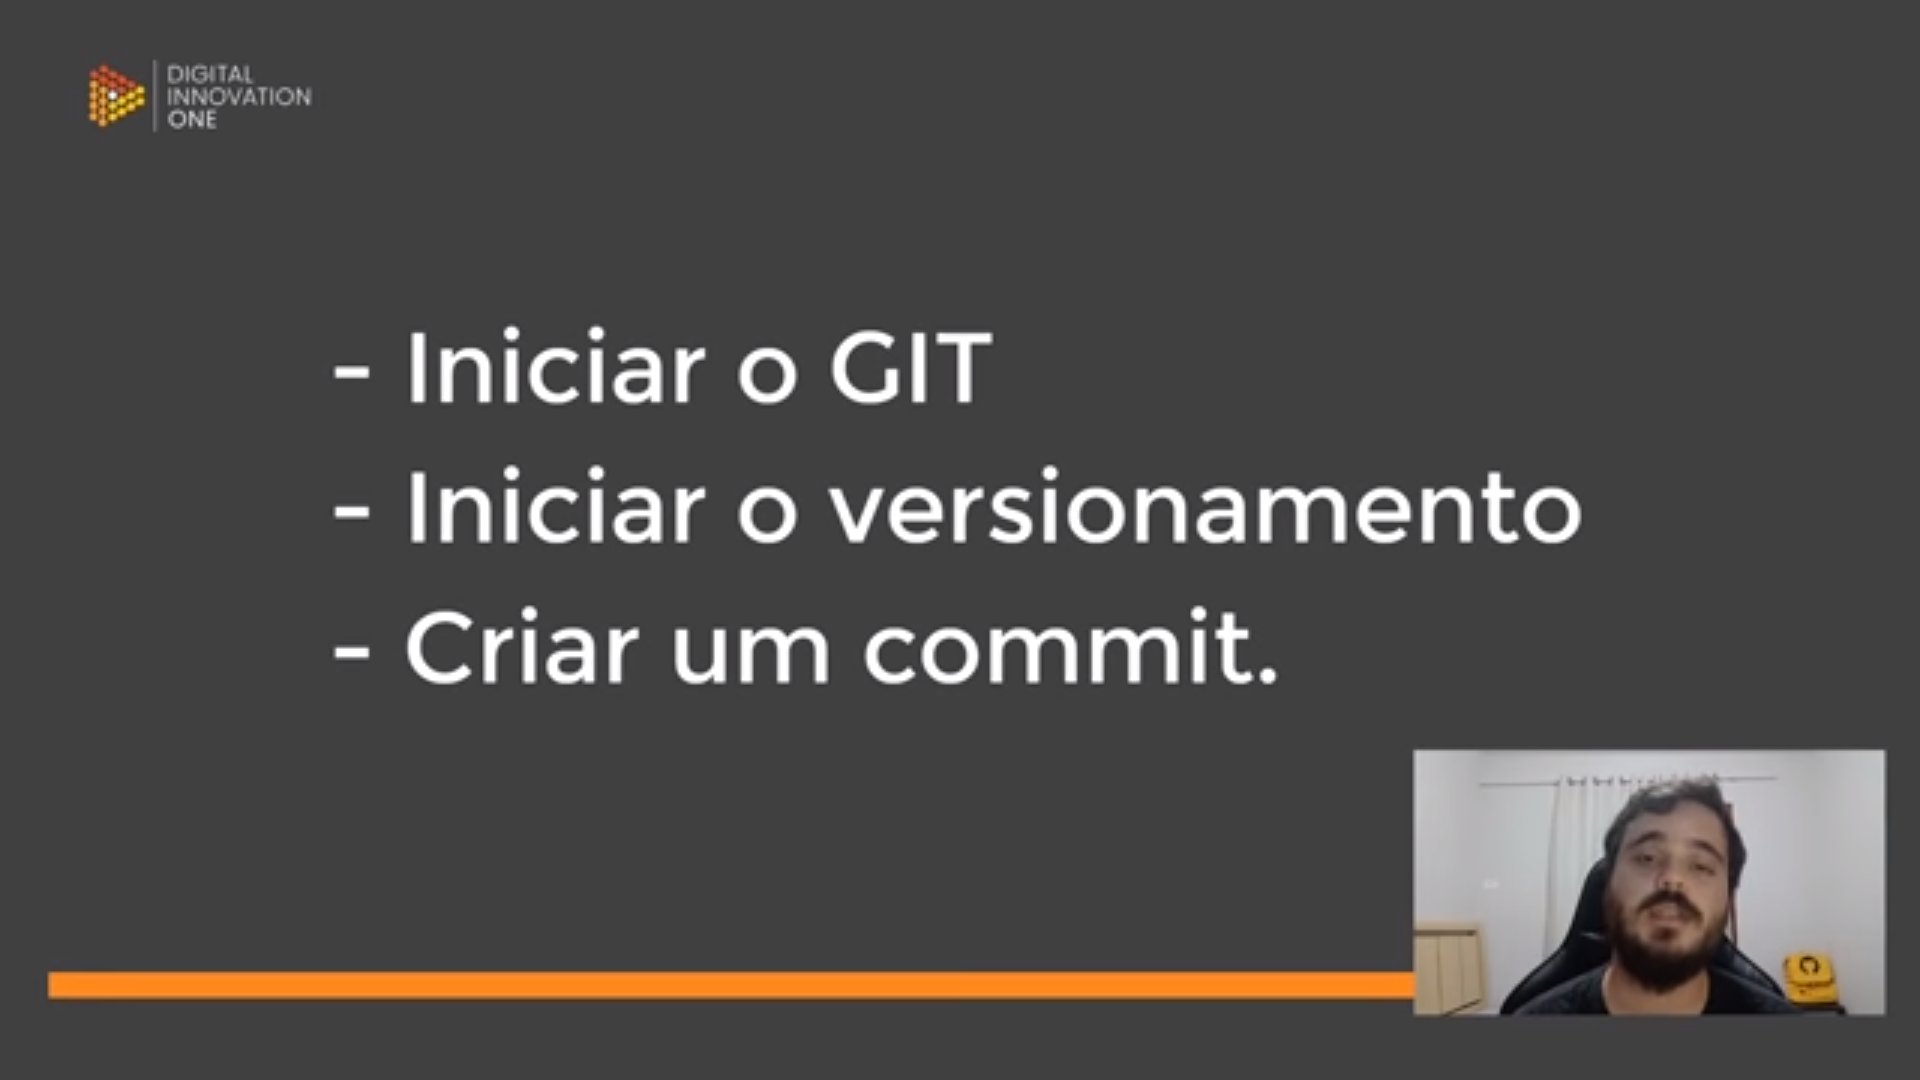 DIGITAL
INNOVATION
ONE
- Iniciar o GIT
- Iniciar o versionamento
- Criar um commit.